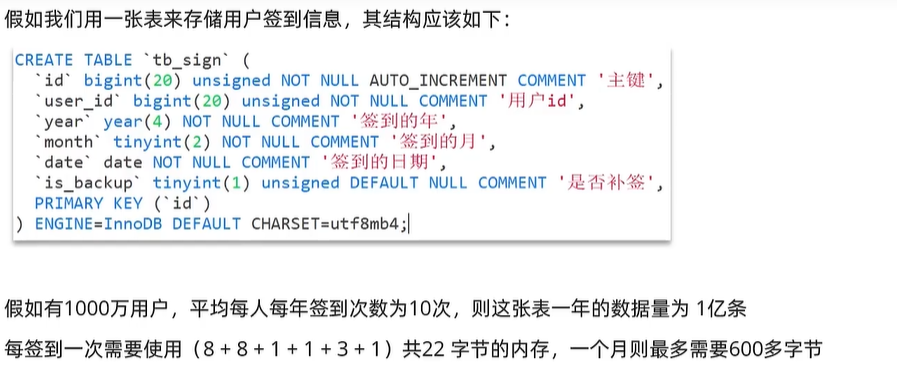 假如我们用一张表来存储用户签到信息，其结构应该如下：
CREATE TABLE `tb_sign` (
  `id` bigint(20) unsigned NOT NULL AUTO_INCREMENT COMMENT '主键',
  `user_id` bigint(20) unsigned NOT NULL COMMENT '用户id',
  `year` year(4) NOT NULL COMMENT '签到的年',
  `month` tinyint(2) NOT NULL COMMENT '签到的月',
  `date` date NOT NULL COMMENT '签到的日期',
  `is_backup` tinyint(1) unsigned DEFAULT NULL COMMENT '是否补签',
  PRIMARY KEY (`id`)
) ENGINE=InnoDB DEFAULT CHARSET=utf8mb4;
假如有1000万用户，平均每人每年签到次数为10次，则这张表一年的数据量为 1亿条
每签到一次需要使用（8 + 8 + 1 + 1 + 3 + 1）共22 字节的内存，一个月则最多需要600多字节